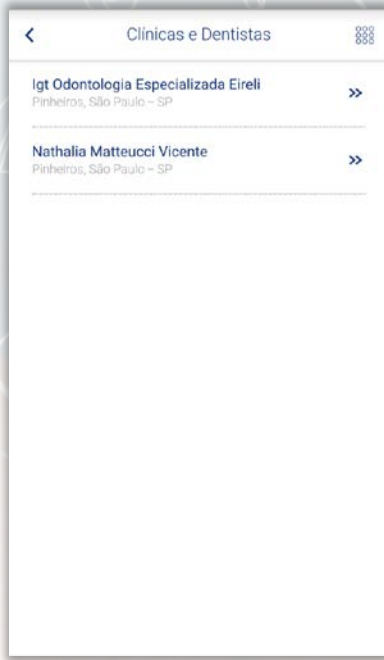 Clínicas e Dentistas
Igt Odontologia Especializada Eireli
Pinheiros, São Paulo – SP
Nathalia Matteucci Vicente
Pinheiros, São Paulo – SP